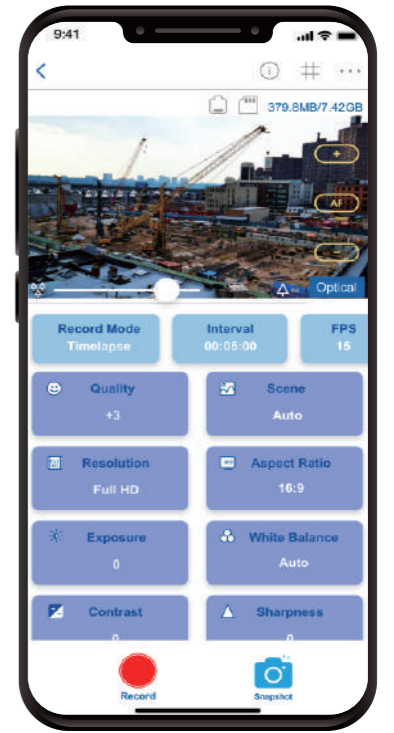 9:41
379.8MB/7.42GB
+
AF
-
Optical
Record Mode
Timelapse
Interval
00:05:00
FPS
15
Quality
+3
Scene
Auto
Resolution
Full HD
Aspect Ratio
16:9
Exposure
0
White Balance
Auto
Contrast
0
Sharpness
0
Record
Snapshot